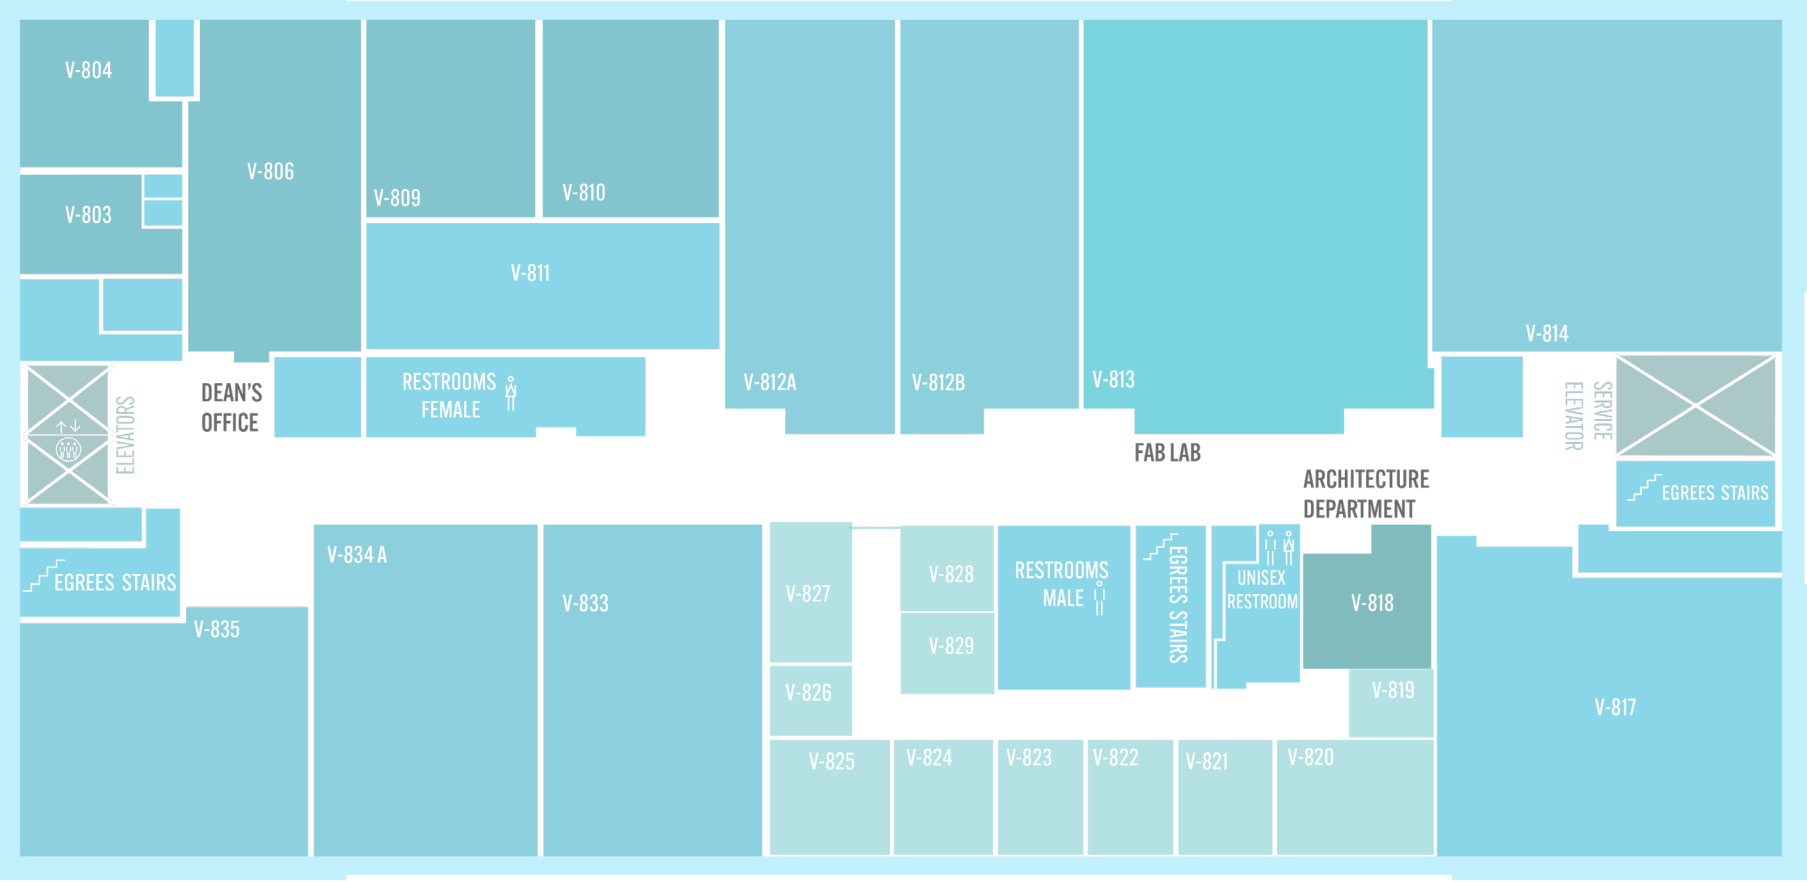 V-804
V-806
V-803
V-809
V-810
V-811
V-812A
V-812B
V-813
V-814
DEAN'S
OFFICE
RESTROOMS
FEMALE
ELEVATORS
FAB LAB
SERVICE
ELEVATOR
ARCHITECTURE
DEPARTMENT
EGREES STAIRS
EGREES STAIRS
V-835
V-834 A
V-833
V-827
V-826
V-828
V-829
RESTROOMS
MALE
EGREES STAIRS
UNISEX
RESTROOM
V-818
V-819
V-817
V-825
V-824
V-823
V-822
V-821
V-820